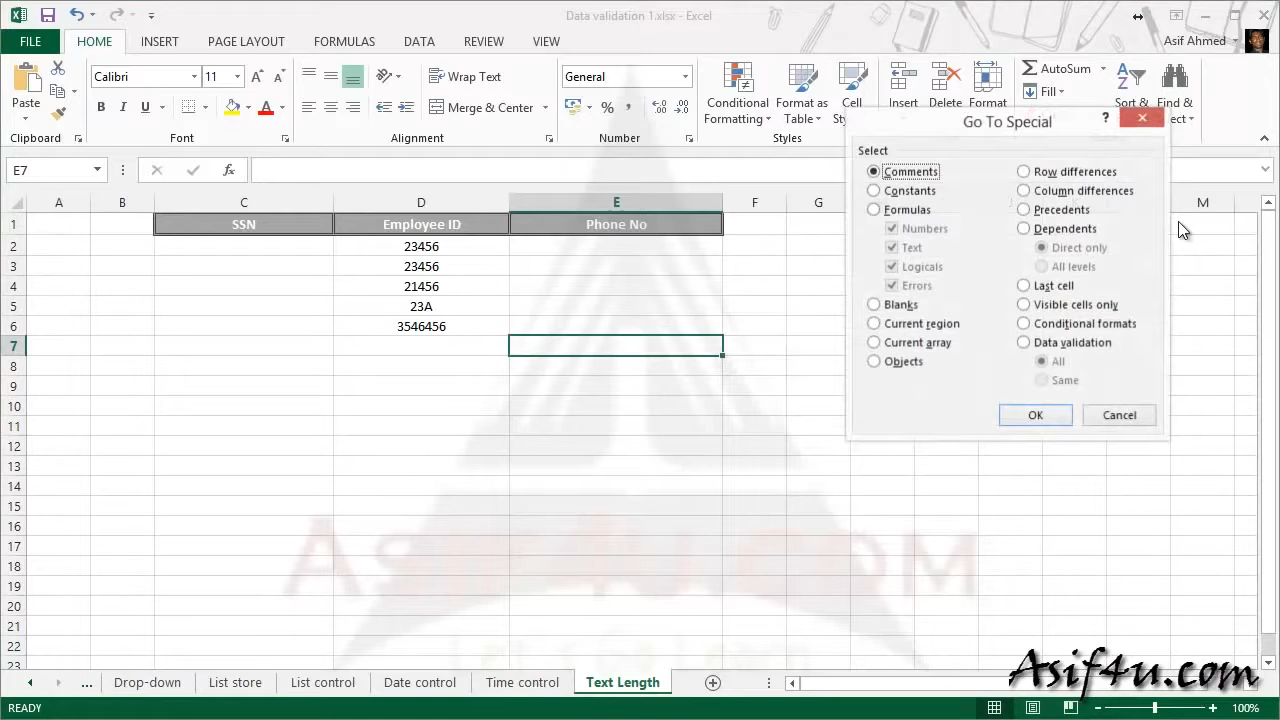 Data validation 1.xlsx - Excel
FILE HOME INSERT PAGE LAYOUT FORMULAS DATA REVIEW VIEW Asif Ahmed
Paste
Calibri 11
Wrap Text
General
AutoSum
B I U
Merge & Center
Conditional Formatting
Format as Table
Cell
Insert Delete Format
Fill
Sort & Find &
Select
Clipboard Font Alignment Number Styles
E7
fx
A B C D E F G M
1 SSN Employee ID Phone No
2 23456
3 23456
4 21456
5 23A
6 3546456
7
8
9
10
11
12
13
14
15
16
17
18
19
20
21
22
23
Go To Special
?
Select
Comments Row differences
Constants Column differences
Formulas Precedents
Numbers Dependents
Text Direct only
Logicals All levels
Errors Last cell
Blanks Visible cells only
Current region Conditional formats
Current array Data validation
Objects All
Same
OK Cancel
Asif4U.COM
... Drop-down List store List control Date control Time contro Text Length
Asif4u.com
READY 100%